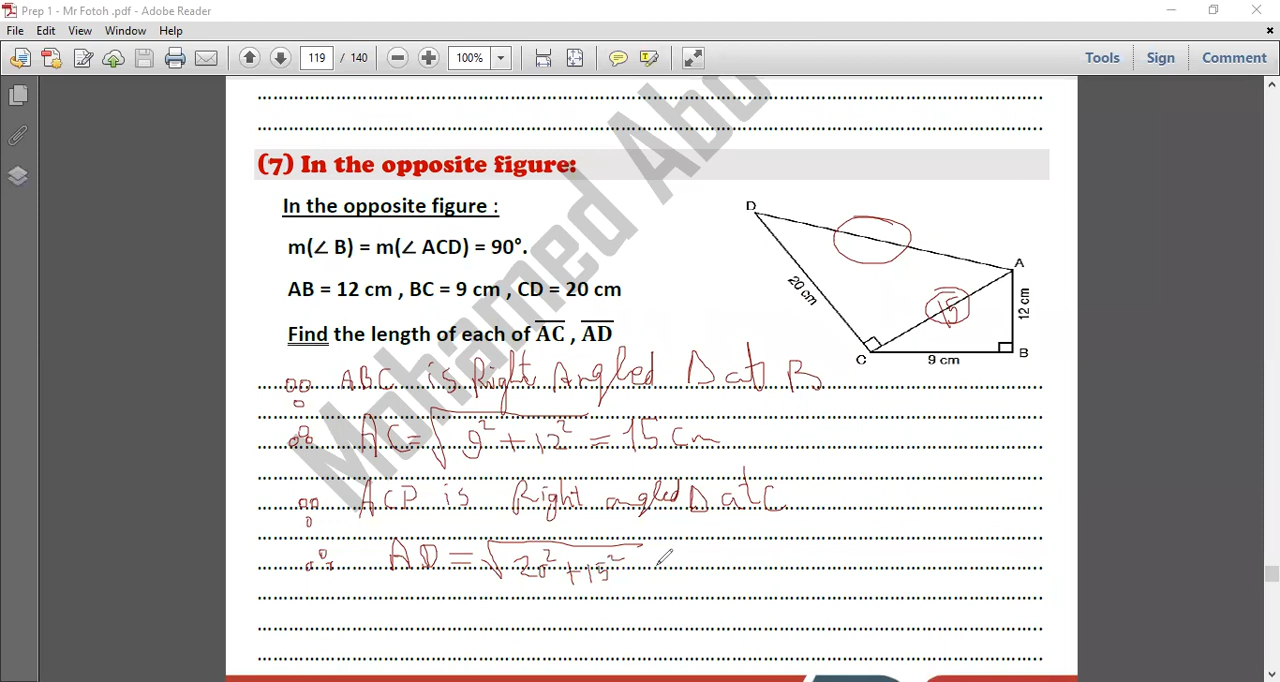 Prep 1 - Mr Fotoh .pdf - Adobe Reader
File Edit View Window Help
119 / 140 100% Tools Sign Comment
(7) In the opposite figure:
In the opposite figure :
m(∠ B) = m(∠ ACD) = 90°.
AB = 12 cm , BC = 9 cm , CD = 20 cm
Find the length of each of AC , AD
D
A
20 cm
15
12 cm
C
9 cm
B
∵ ABC is Right Angled Δ at B
∴ AC = √9² + 12² = 15 cm
∵ ACD is Right angled Δ at C
∴ AD = √20² + 15²
Mohamed Abo